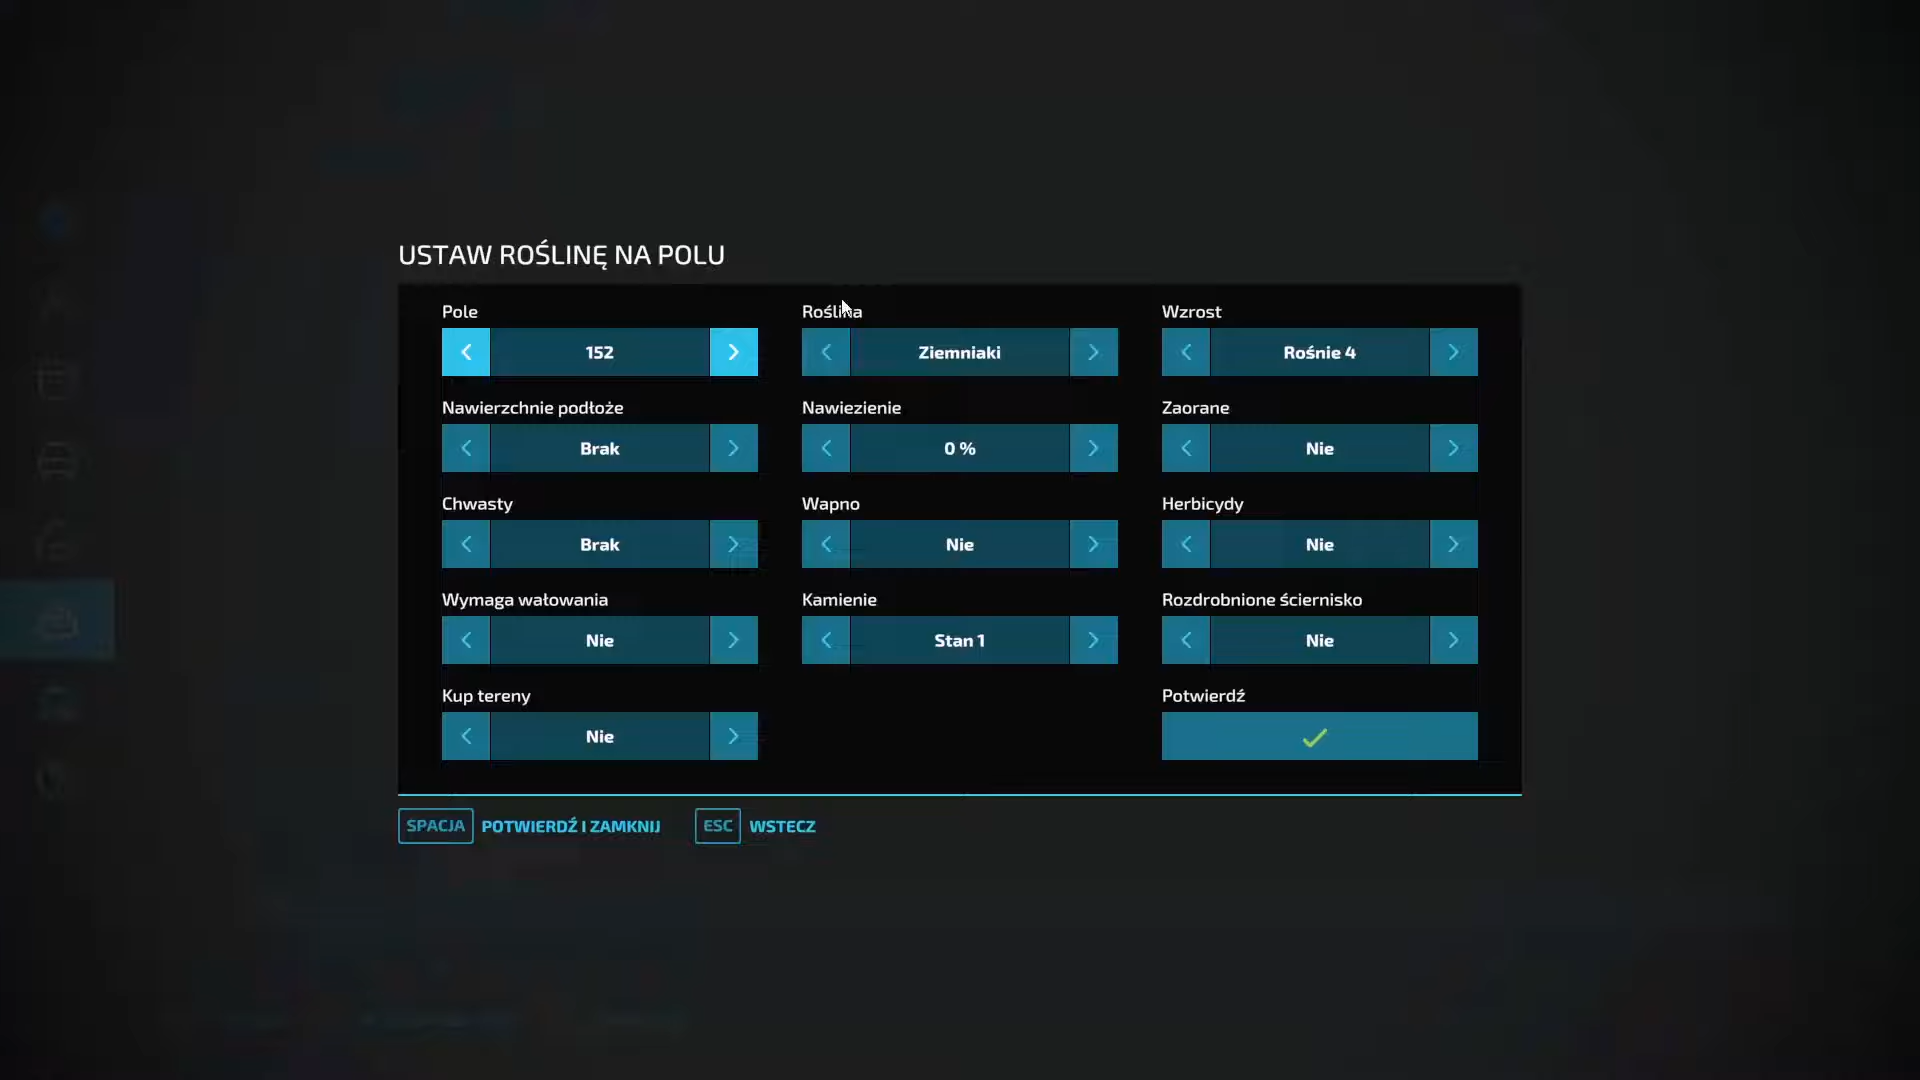 USTAW ROŚLINĘ NA POLU
Pole
Roślina
Wzrost
152
Ziemniaki
Rośnie 4
Nawierzchnie podłoże
Nawiezienie
Zaorane
Brak
0 %
Nie
Chwasty
Wapno
Herbicydy
Brak
Nie
Nie
Wymaga wałowania
Kamienie
Rozdrobnione ściernisko
Nie
Stan 1
Nie
Kup tereny
Potwierdź
Nie
SPACJA POTWIERDŹ I ZAMKNIJ ESC WSTECZ